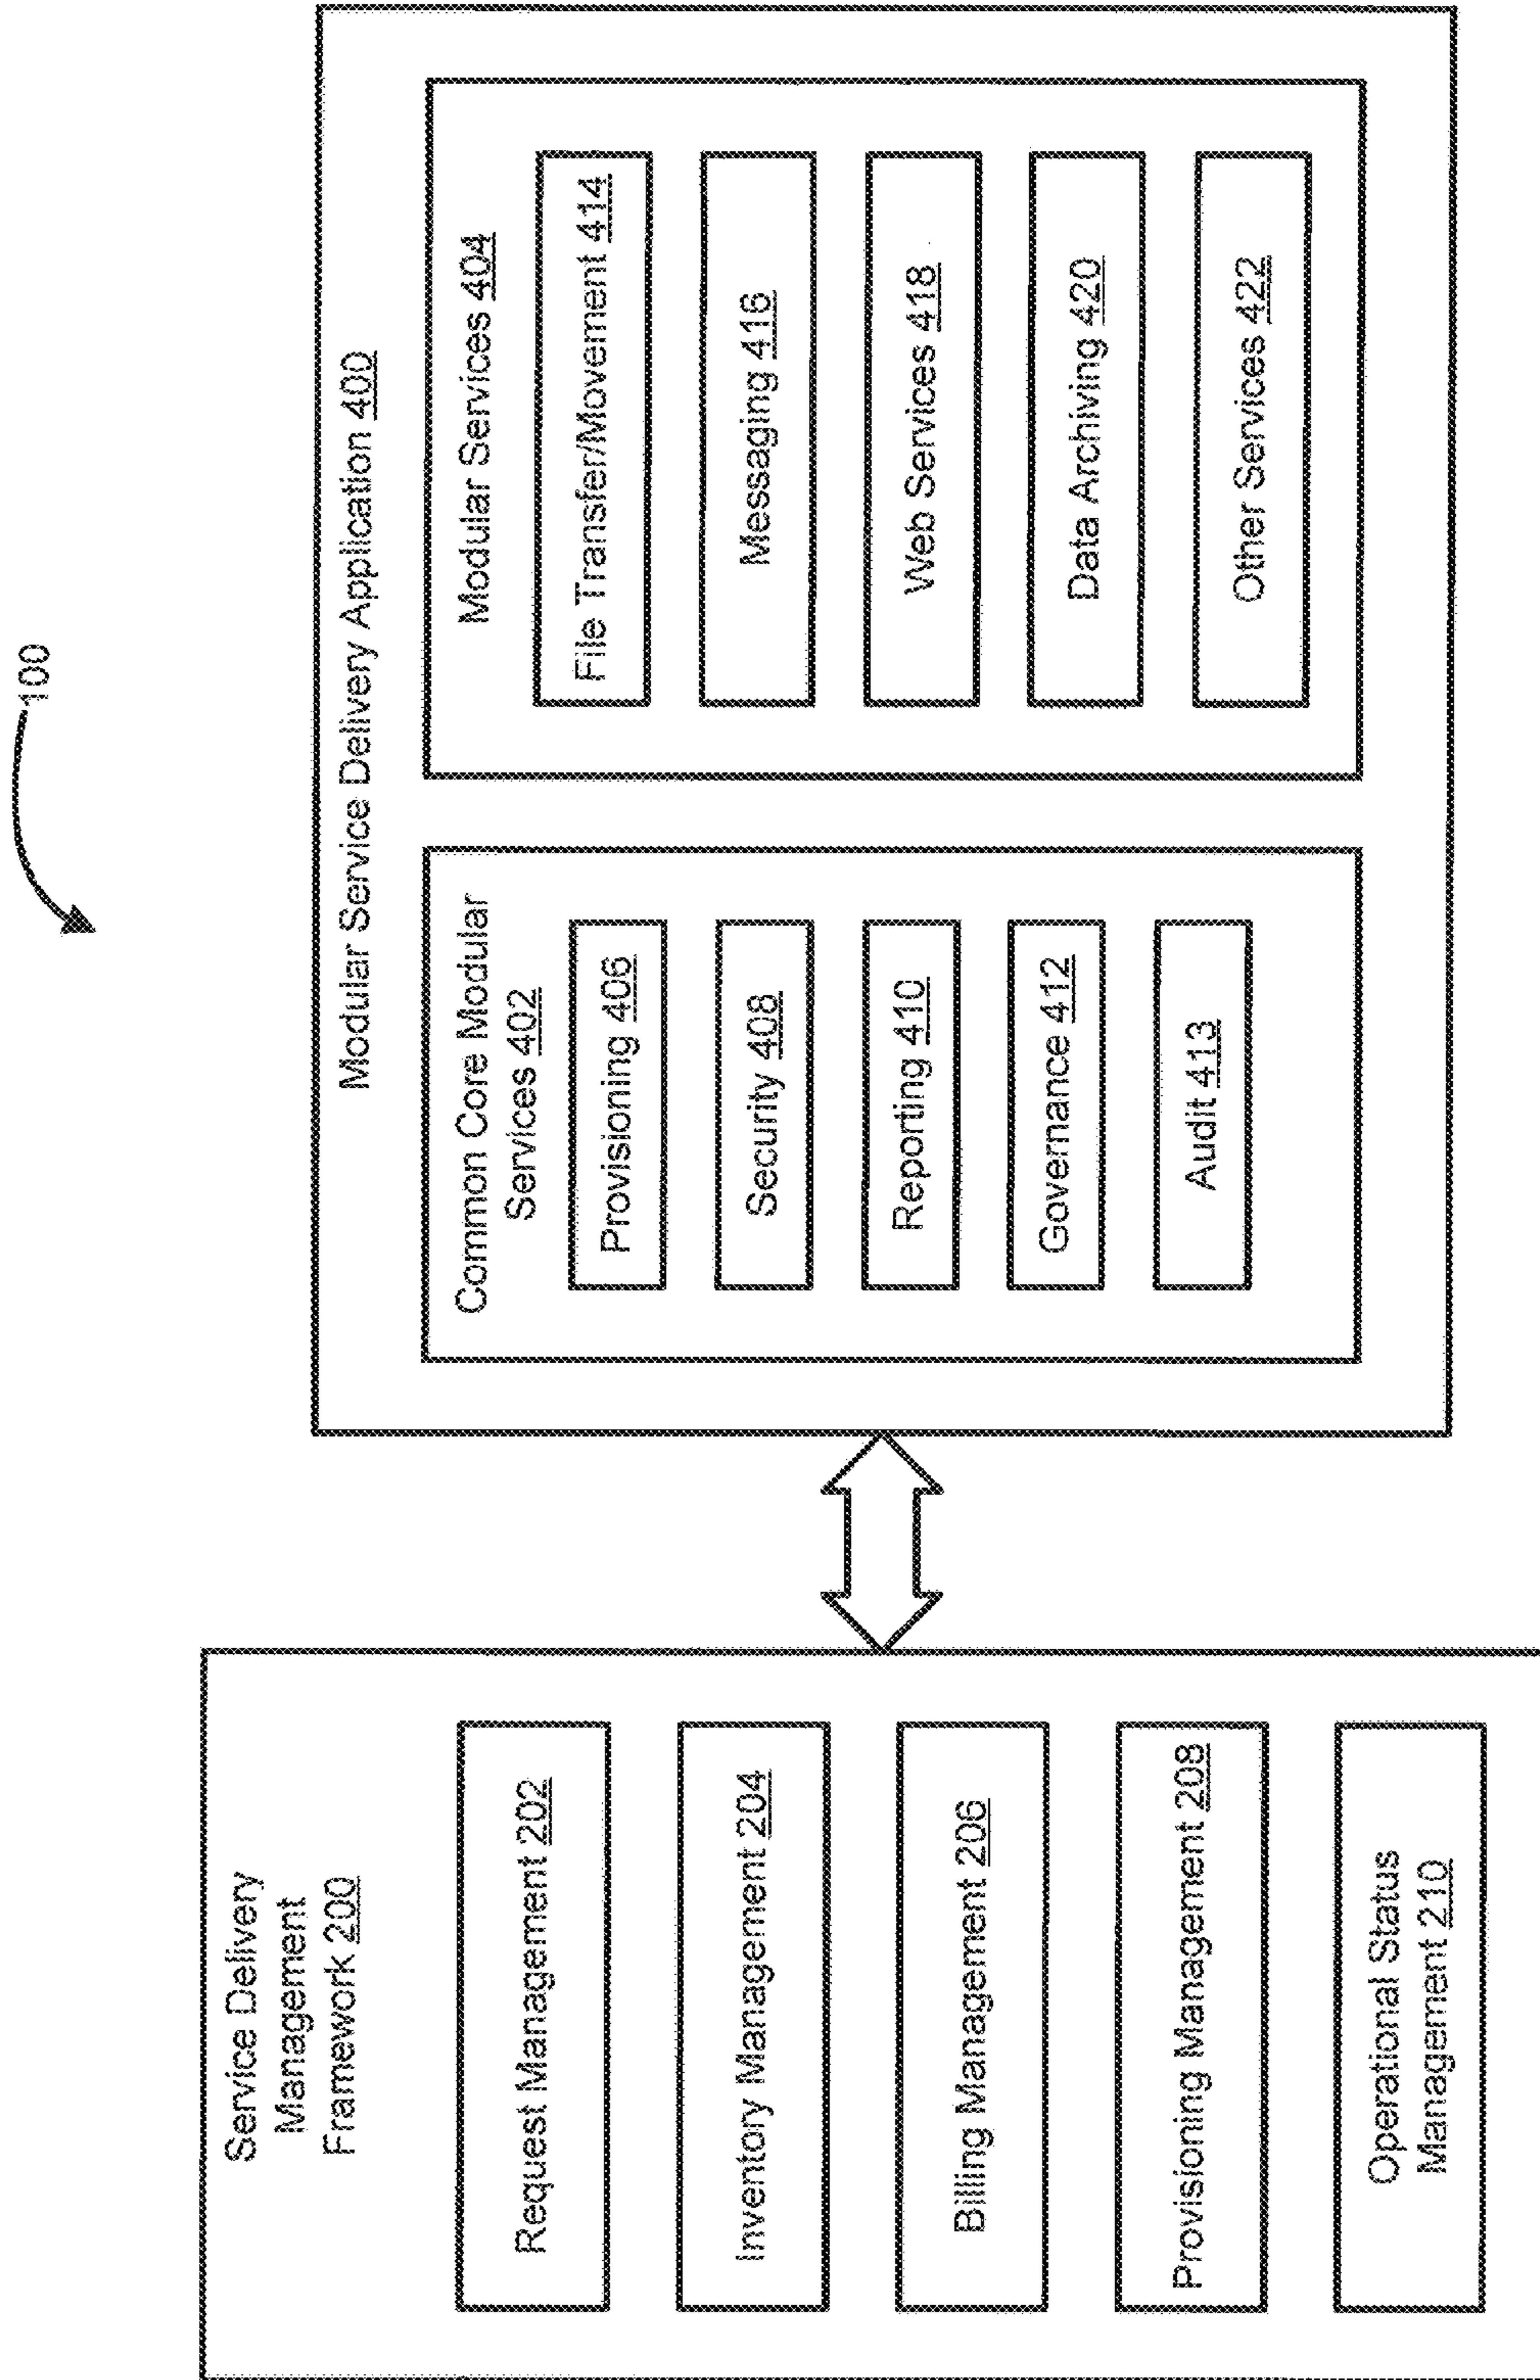 100
Service Delivery
Management
Framework 200
Request Management 202
Inventory Management 204
Billing Management 206
Provisioning Management 208
Operational Status
Management 210
Modular Service Delivery Application 400
Common Core Modular
Services 402
Provisioning 406
Security 408
Reporting 410
Governance 412
Audit 413
Modular Services 404
File Transfer/Movement 414
Messaging 416
Web Services 418
Data Archiving 420
Other Services 422